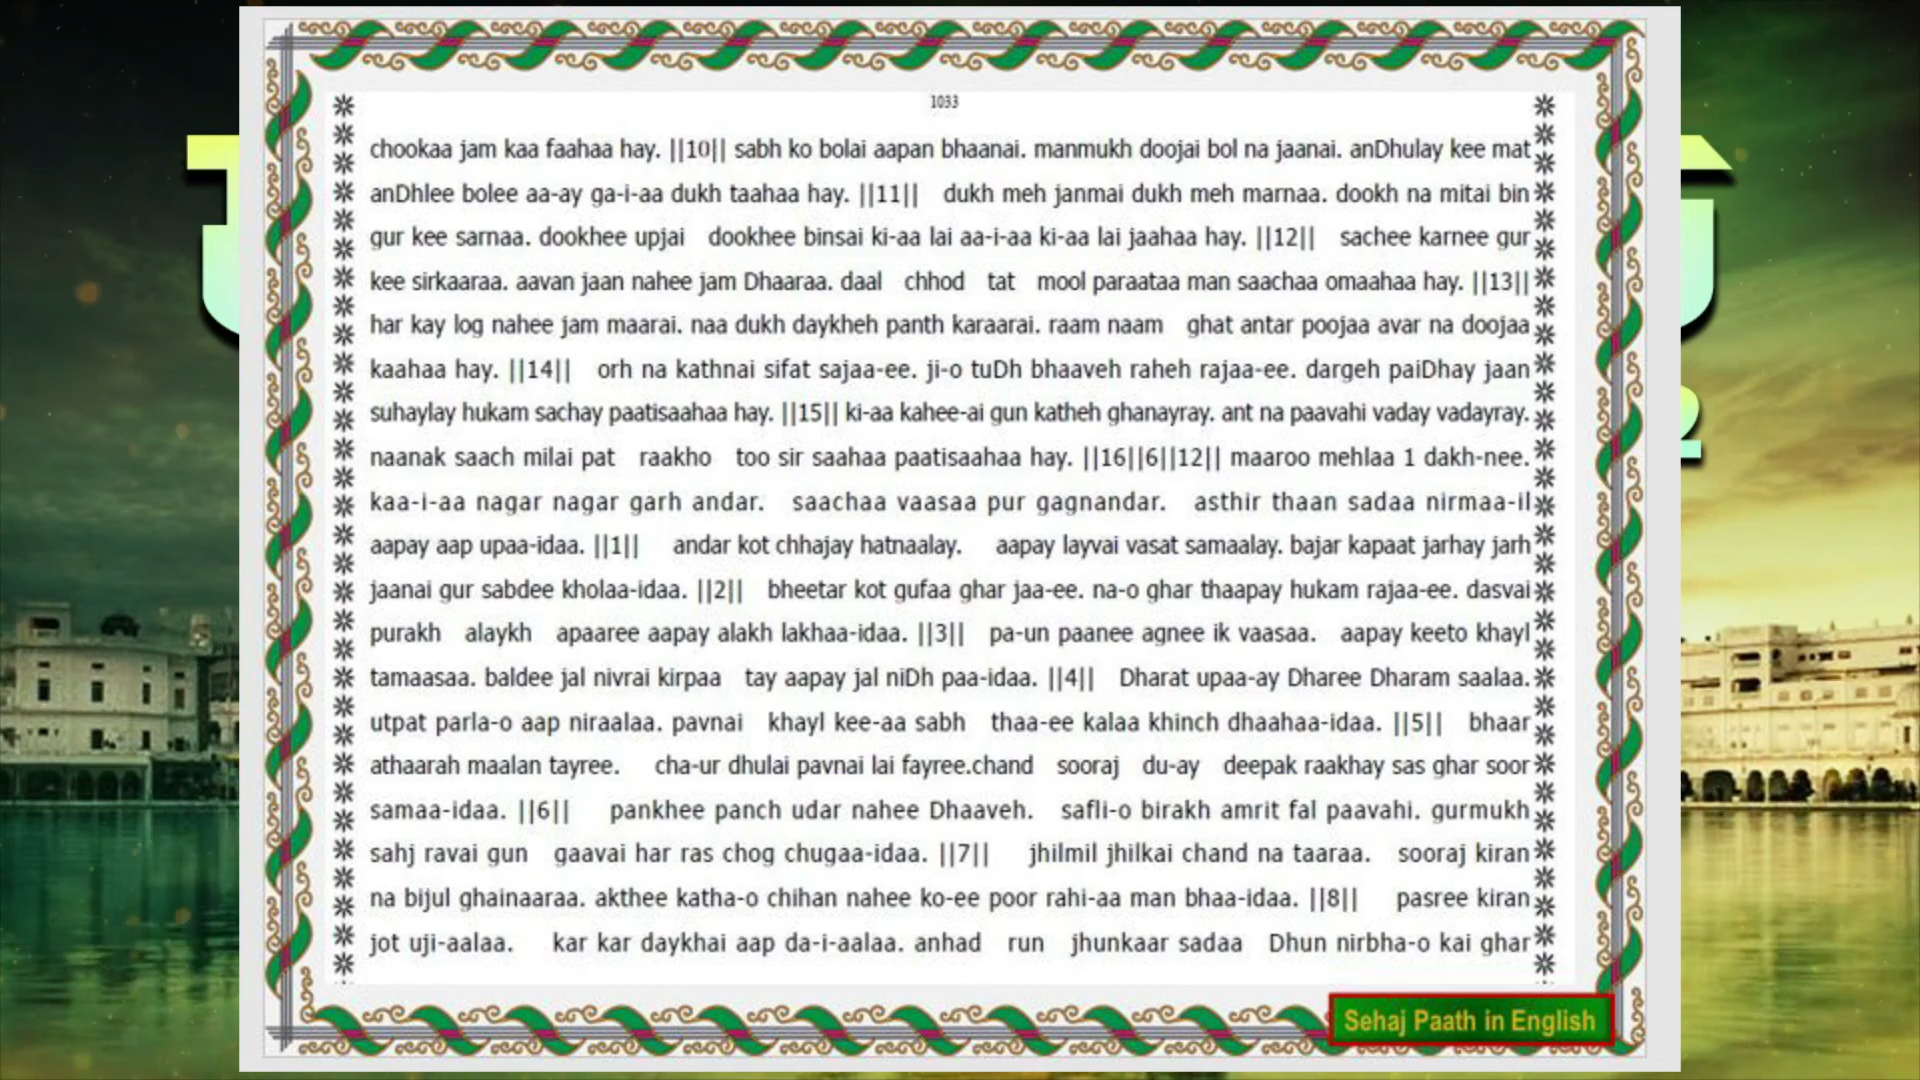 1033
chookaa jam kaa faahaa hay. ||10|| sabh ko bolai aapan bhaanai. manmukh doojai bol na jaanai. anDhulay kee mat
anDhlee bolee aa-ay ga-i-aa dukh taahaa hay. ||11|| dukh meh janmai dukh meh marnaa. dookh na mitai bin
gur kee sarnaa. dookhee upjai dookhee binsai ki-aa lai aa-i-aa ki-aa lai jaahaa hay. ||12|| sachee karnee gur
kee sirkaaraa. aavan jaan nahee jam Dhaaraa. daal chhod tat mool paraataa man saachaa omaahaa hay. ||13||
har kay log nahee jam maarai. naa dukh daykheh panth karaarai. raam naam ghat antar poojaa avar na doojaa
kaahaa hay. ||14|| orh na kathnai sifat sajaa-ee. ji-o tuDh bhaaveh raheh rajaa-ee. dargeh paiDhay jaan
suhaylay hukam sachay paatisaahaa hay. ||15|| ki-aa kahee-ai gun katheh ghanayray. ant na paavahi vaday vadayray.
naanak saach milai pat raakho too sir saahaa paatisaahaa hay. ||16||6||12|| maaroo mehlaa 1 dakh-nee.
kaa-i-aa nagar nagar garh andar. saachaa vaasaa pur gagnandar. asthir thaan sadaa nirmaa-il
aapay aap upaa-idaa. ||1|| andar kot chhajay hatnaalay. aapay layvai vasat samaalay. bajar kapaat jarhay jarh
jaanai gur sabdee kholaa-idaa. ||2|| bheetar kot gufaa ghar jaa-ee. na-o ghar thaapay hukam rajaa-ee. dasvai
purakh alaykh apaaree aapay alakh lakhaa-idaa. ||3|| pa-un paanee agnee ik vaasaa. aapay keeto khayl
tamaasaa. baldee jal nivrai kirpaa tay aapay jal niDh paa-idaa. ||4|| Dharat upaa-ay Dharee Dharam saalaa.
utpat parla-o aap niraalaa. pavnai khayl kee-aa sabh thaa-ee kalaa khinch dhaahaa-idaa. ||5|| bhaar
athaarah maalan tayree. cha-ur dhulai pavnai lai fayree.chand sooraj du-ay deepak raakhay sas ghar soor
samaa-idaa. ||6|| pankhee panch udar nahee Dhaaveh. safli-o birakh amrit fal paavahi. gurmukh
sahj ravai gun gaavai har ras chog chugaa-idaa. ||7|| jhilmil jhilkai chand na taaraa. sooraj kiran
na bijul ghainaaraa. akthee katha-o chihan nahee ko-ee poor rahi-aa man bhaa-idaa. ||8|| pasree kiran
jot uji-aalaa. kar kar daykhai aap da-i-aalaa. anhad run jhunkaar sadaa Dhun nirbha-o kai ghar
Sehaj Paath in English